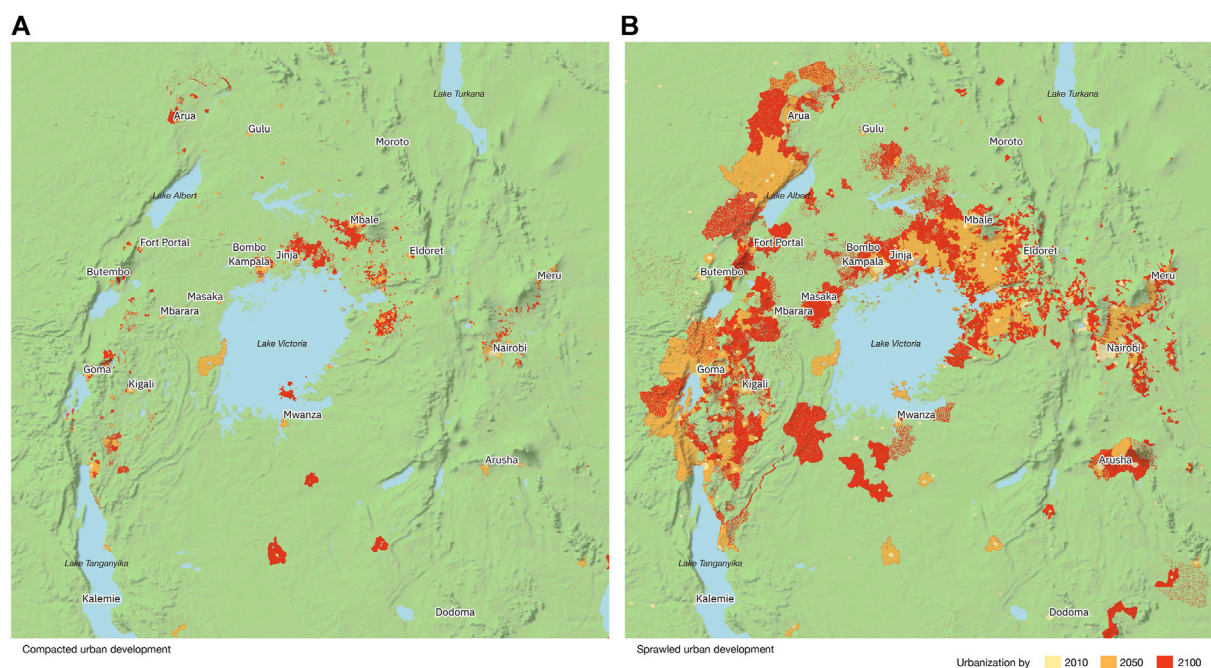 A
B
Lake Turkana
Arua
Gulu
Moroto
Lake Albert
Mbale
Fort Portal
Bombo
Kampala
Jinja
Eldoret
Butembo
Meru
Masaka
Mbarara
Lake Victoria
Nairobi
Goma
Kigali
Mwanza
Arusha
Lake Tanganyika
Kalemie
Dodoma
Compacted urban development
Lake Turkana
Arua
Gulu
Moroto
Lake Albert
Mbale
Fort Portal
Bombo
Kampala
Jinja
Eldoret
Butembo
Meru
Masaka
Mbarara
Lake Victoria
Nairobi
Goma
Kigali
Mwanza
Arusha
Lake Tanganyika
Kalemie
Dodoma
Sprawled urban development
Urbanization by 2010 2050 2100